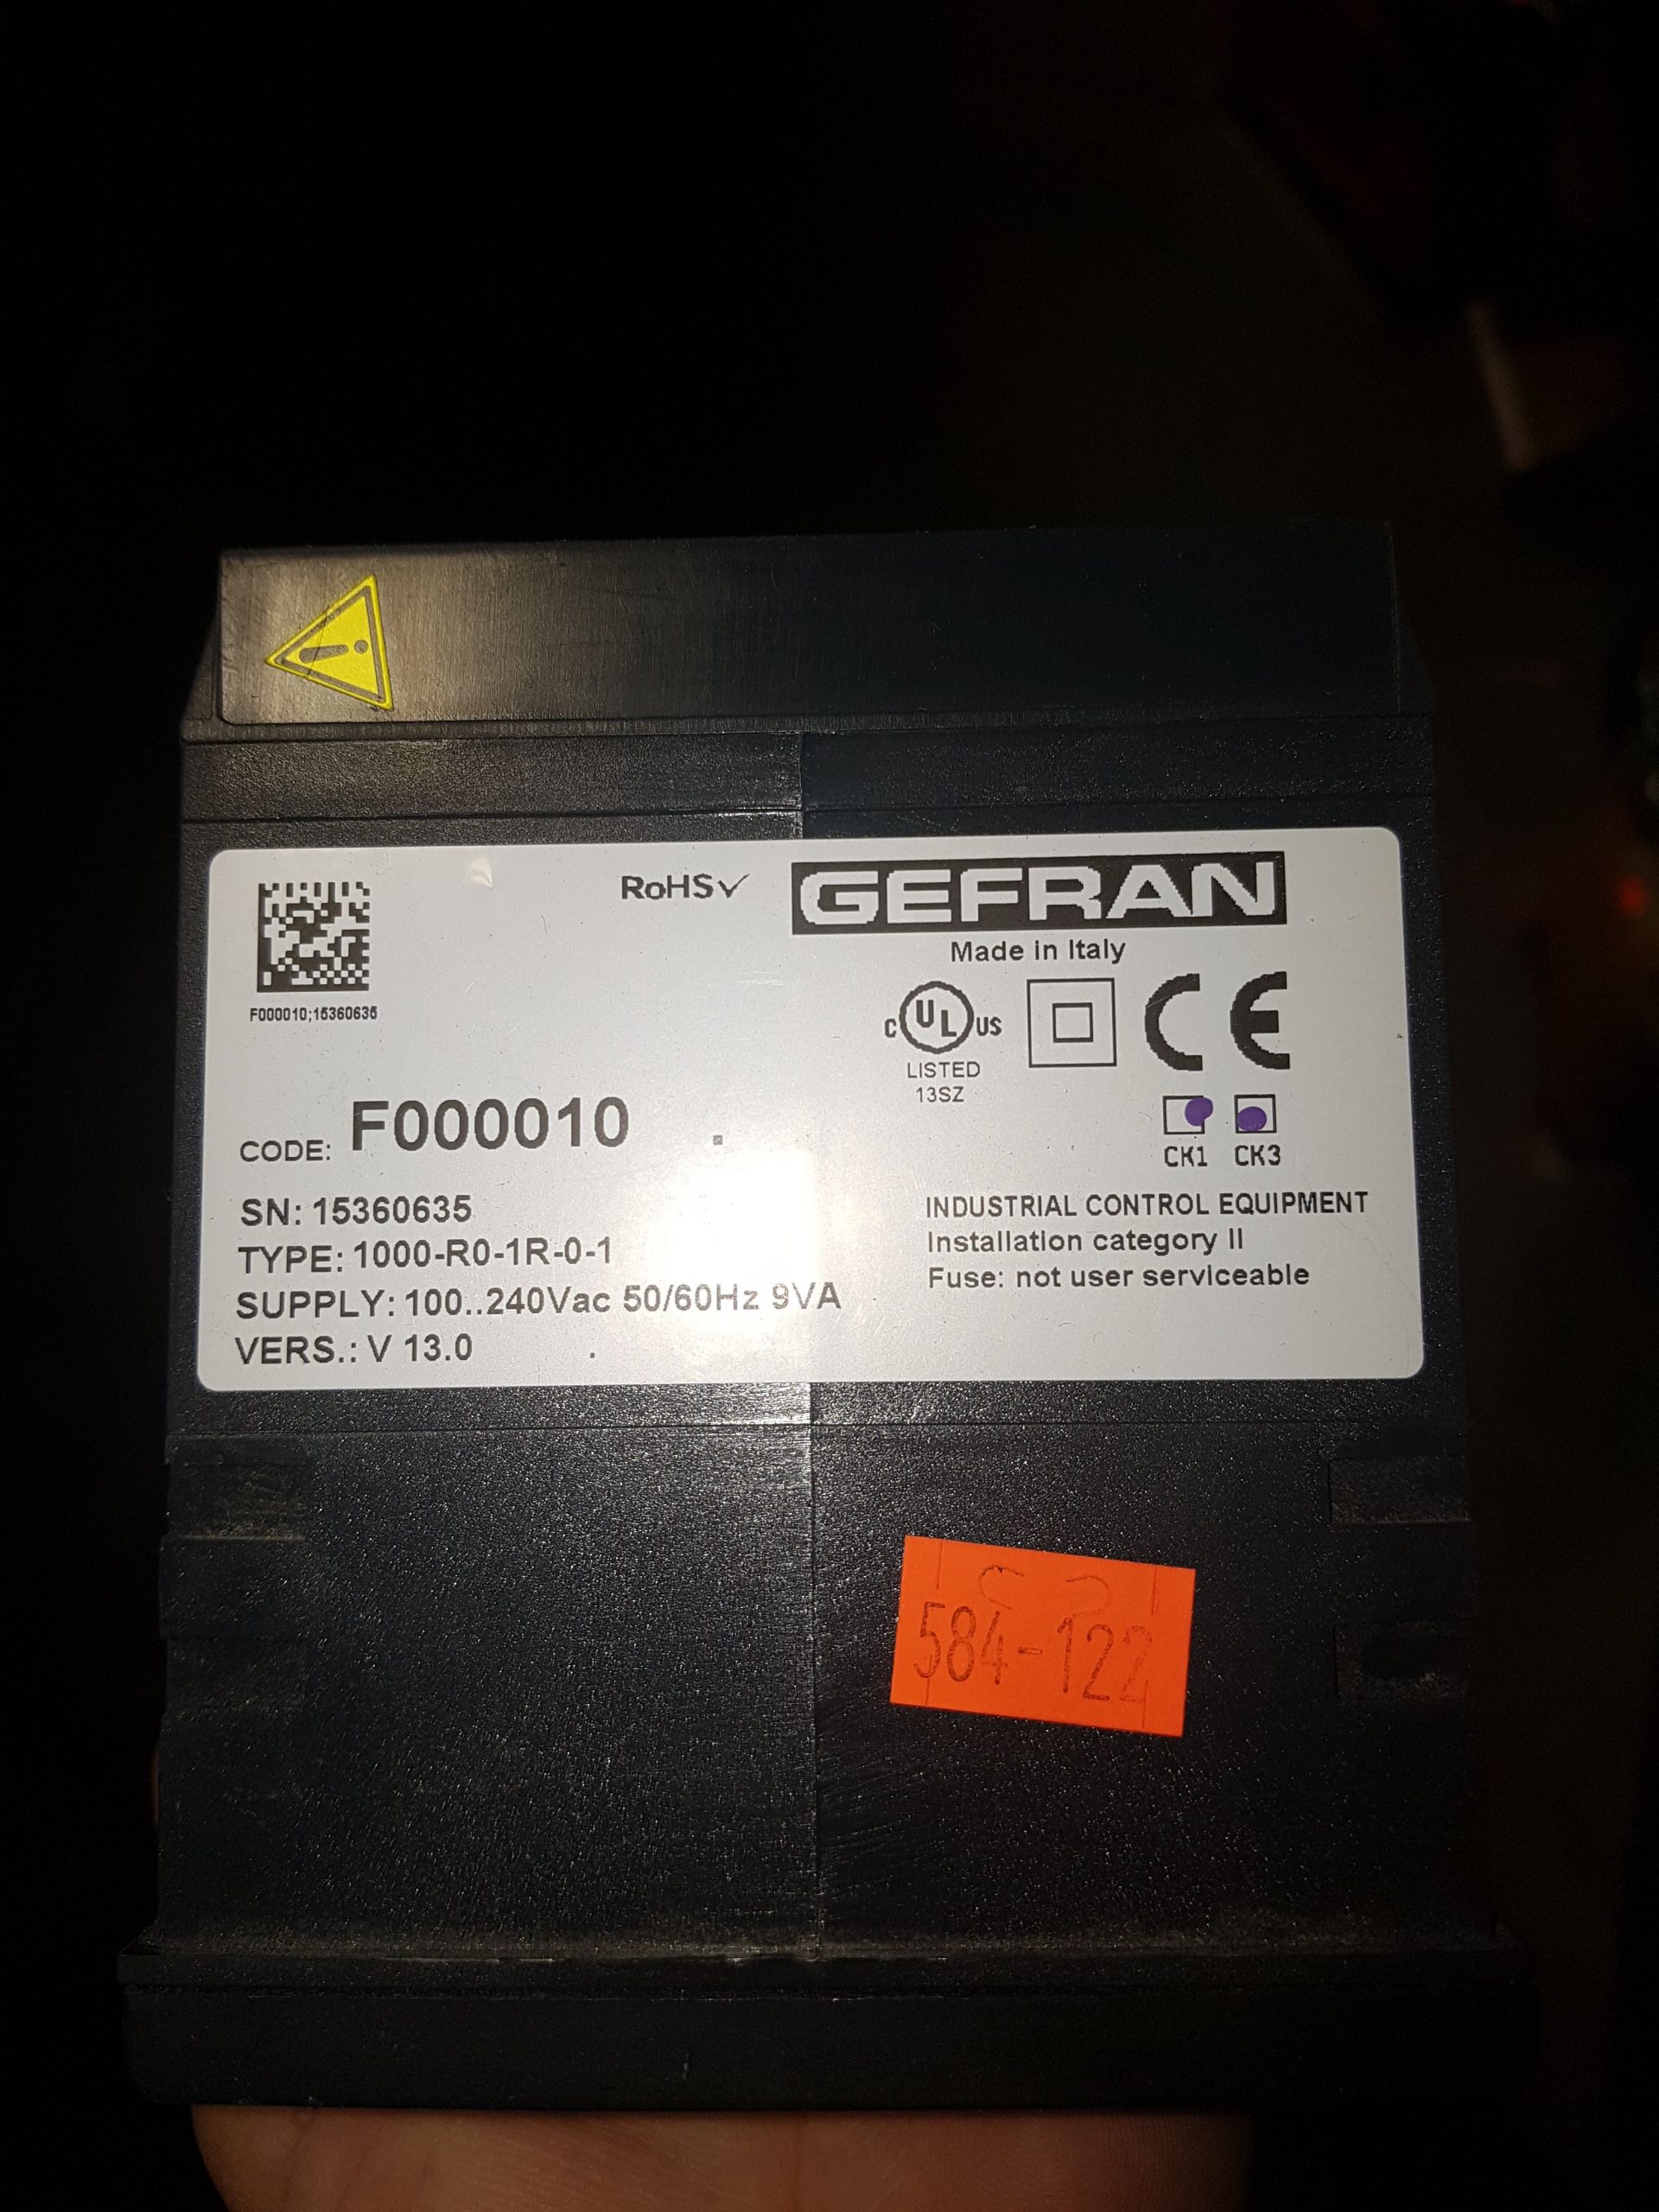 RoHS✓
GEFRAN
Made in Italy
F000010;15360635
C UL US
LISTED
13SZ
CE
CODE: F000010
CK1 CK3
SN: 15360635
TYPE: 1000-R0-1R-0-1
SUPPLY: 100..240Vac 50/60Hz 9VA
VERS.: V 13.0
INDUSTRIAL CONTROL EQUIPMENT
Installation category II
Fuse: not user serviceable
584-122